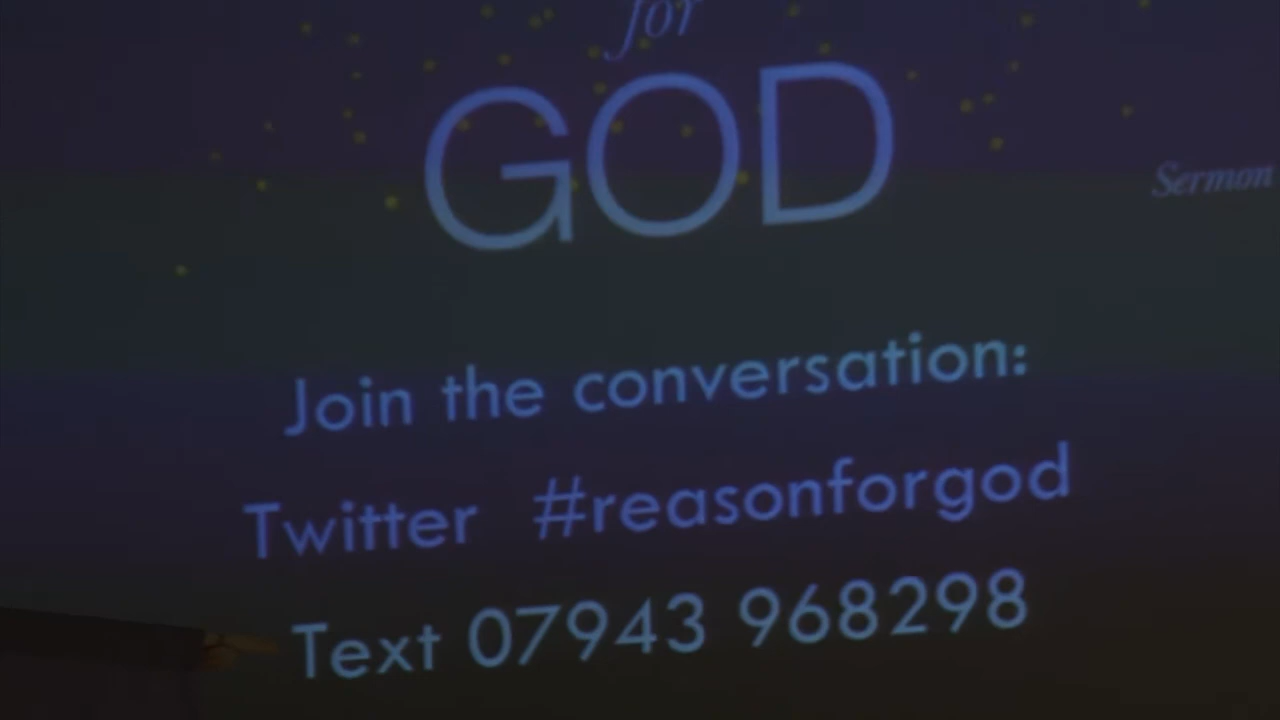 for
GOD
Sermon
Join the conversation:
Twitter #reasonforgod
Text 07943 968298